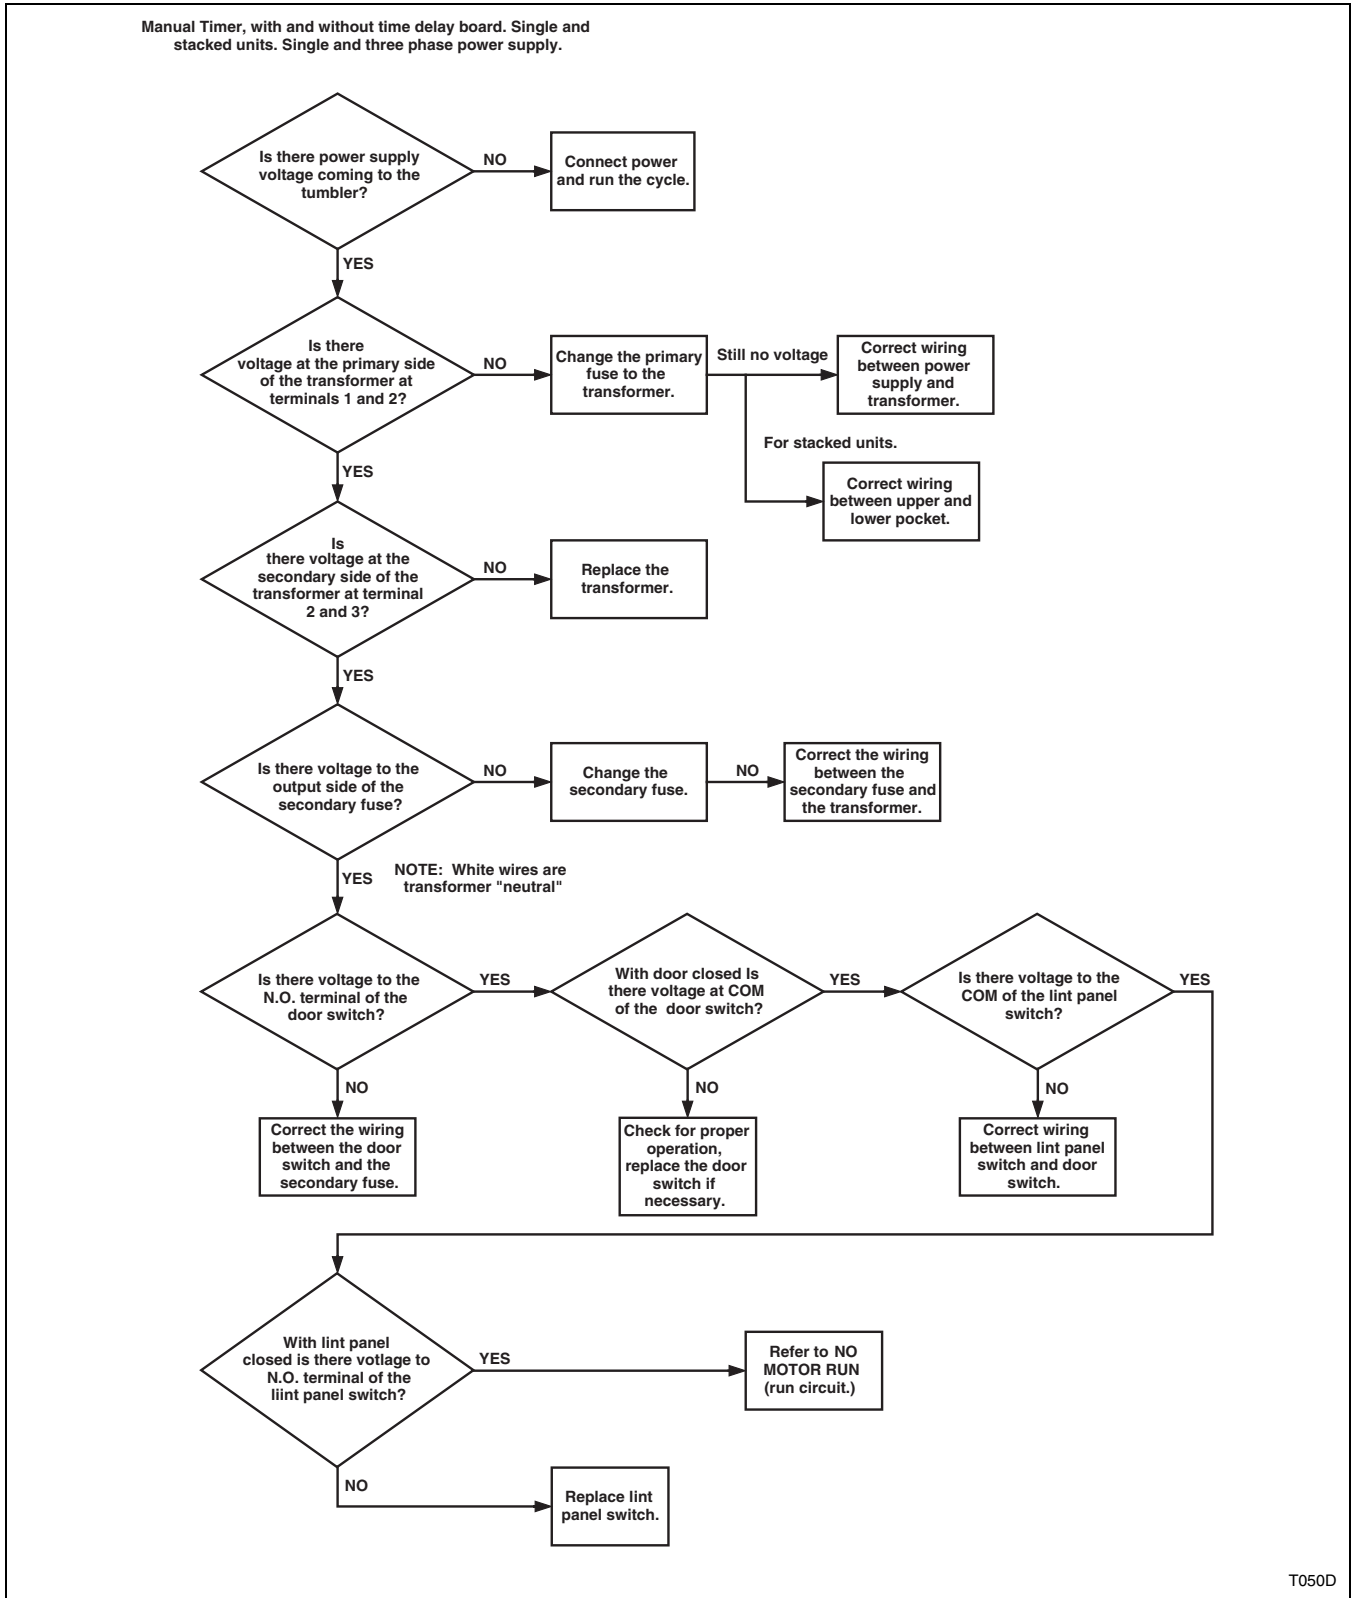 Manual Timer, with and without time delay board. Single and
stacked units. Single and three phase power supply.
Is there power supply
voltage coming to the
tumbler?
NO
Connect power
and run the cycle.
YES
Is there
voltage at the primary side
of the transformer at
terminals 1 and 2?
NO
Change the primary
fuse to the
transformer.
Still no voltage
Correct wiring
between power
supply and
transformer.
For stacked units.
Correct wiring
between upper and
lower pocket.
YES
Is
there voltage at the
secondary side of the
transformer at terminal
2 and 3?
NO
Replace the
transformer.
YES
Is there voltage to the
output side of the
secondary fuse?
NO
Change the
secondary fuse.
NO
Correct the wiring
between the
secondary fuse and
the transformer.
YES
NOTE: White wires are
transformer "neutral"
Is there voltage to the
N.O. terminal of the
door switch?
YES
With door closed Is
there voltage at COM
of the door switch?
YES
Is there voltage to the
COM of the lint panel
switch?
YES
NO
Correct the wiring
between the door
switch and the
secondary fuse.
NO
Check for proper
operation,
replace the door
switch if
necessary.
NO
Correct wiring
between lint panel
switch and door
switch.
With lint panel
closed is there votlage to
N.O. terminal of the
liint panel switch?
YES
Refer to NO
MOTOR RUN
(run circuit.)
NO
Replace lint
panel switch.
T050D